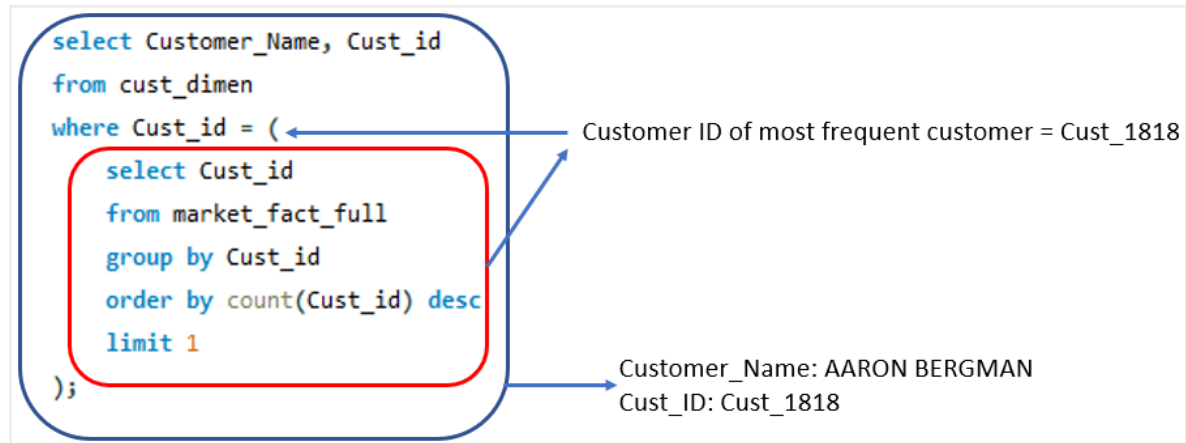 select Customer_Name, Cust_id
from cust_dimen
where Cust_id = (
Customer ID of most frequent customer = Cust_1818
select Cust_id
from market_fact_full
group by Cust_id
order by count(Cust_id) desc
limit 1
);
Customer_Name: AARON BERGMAN
Cust_ID: Cust_1818